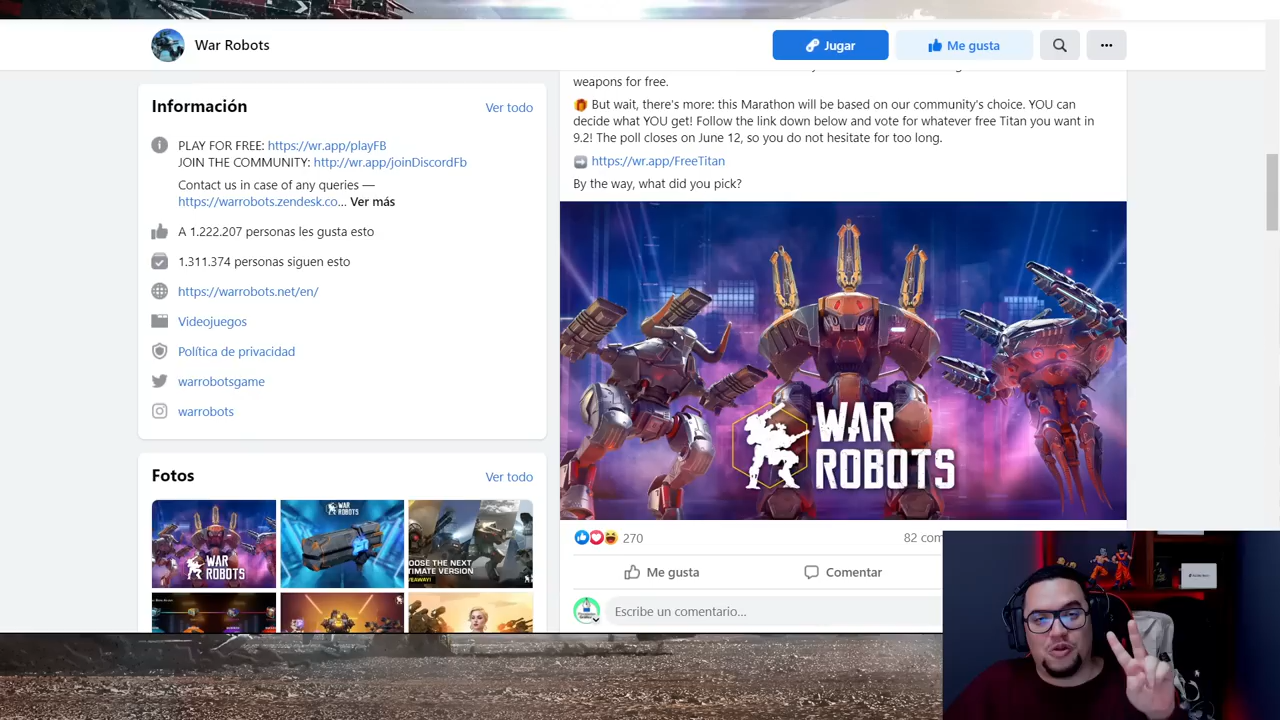 War Robots
Jugar
Me gusta
Información
Ver todo
PLAY FOR FREE: https://wr.app/playFB
JOIN THE COMMUNITY: http://wr.app/joinDiscordFb
Contact us in case of any queries —
https://warrobots.zendesk.co... Ver más
A 1.222.207 personas les gusta esto
1.311.374 personas siguen esto
https://warrobots.net/en/
Videojuegos
Política de privacidad
warrobotsgame
warrobots
Fotos
Ver todo
WAR
ROBOTS
WAR
ROBOTS
weapons for free.
But wait, there's more: this Marathon will be based on our community's choice. YOU can
decide what YOU get! Follow the link down below and vote for whatever free Titan you want in
9.2! The poll closes on June 12, so you do not hesitate for too long.
https://wr.app/FreeTitan
By the way, what did you pick?
WAR
ROBOTS
270
82 com
Me gusta
Comentar
Escribe un comentario...